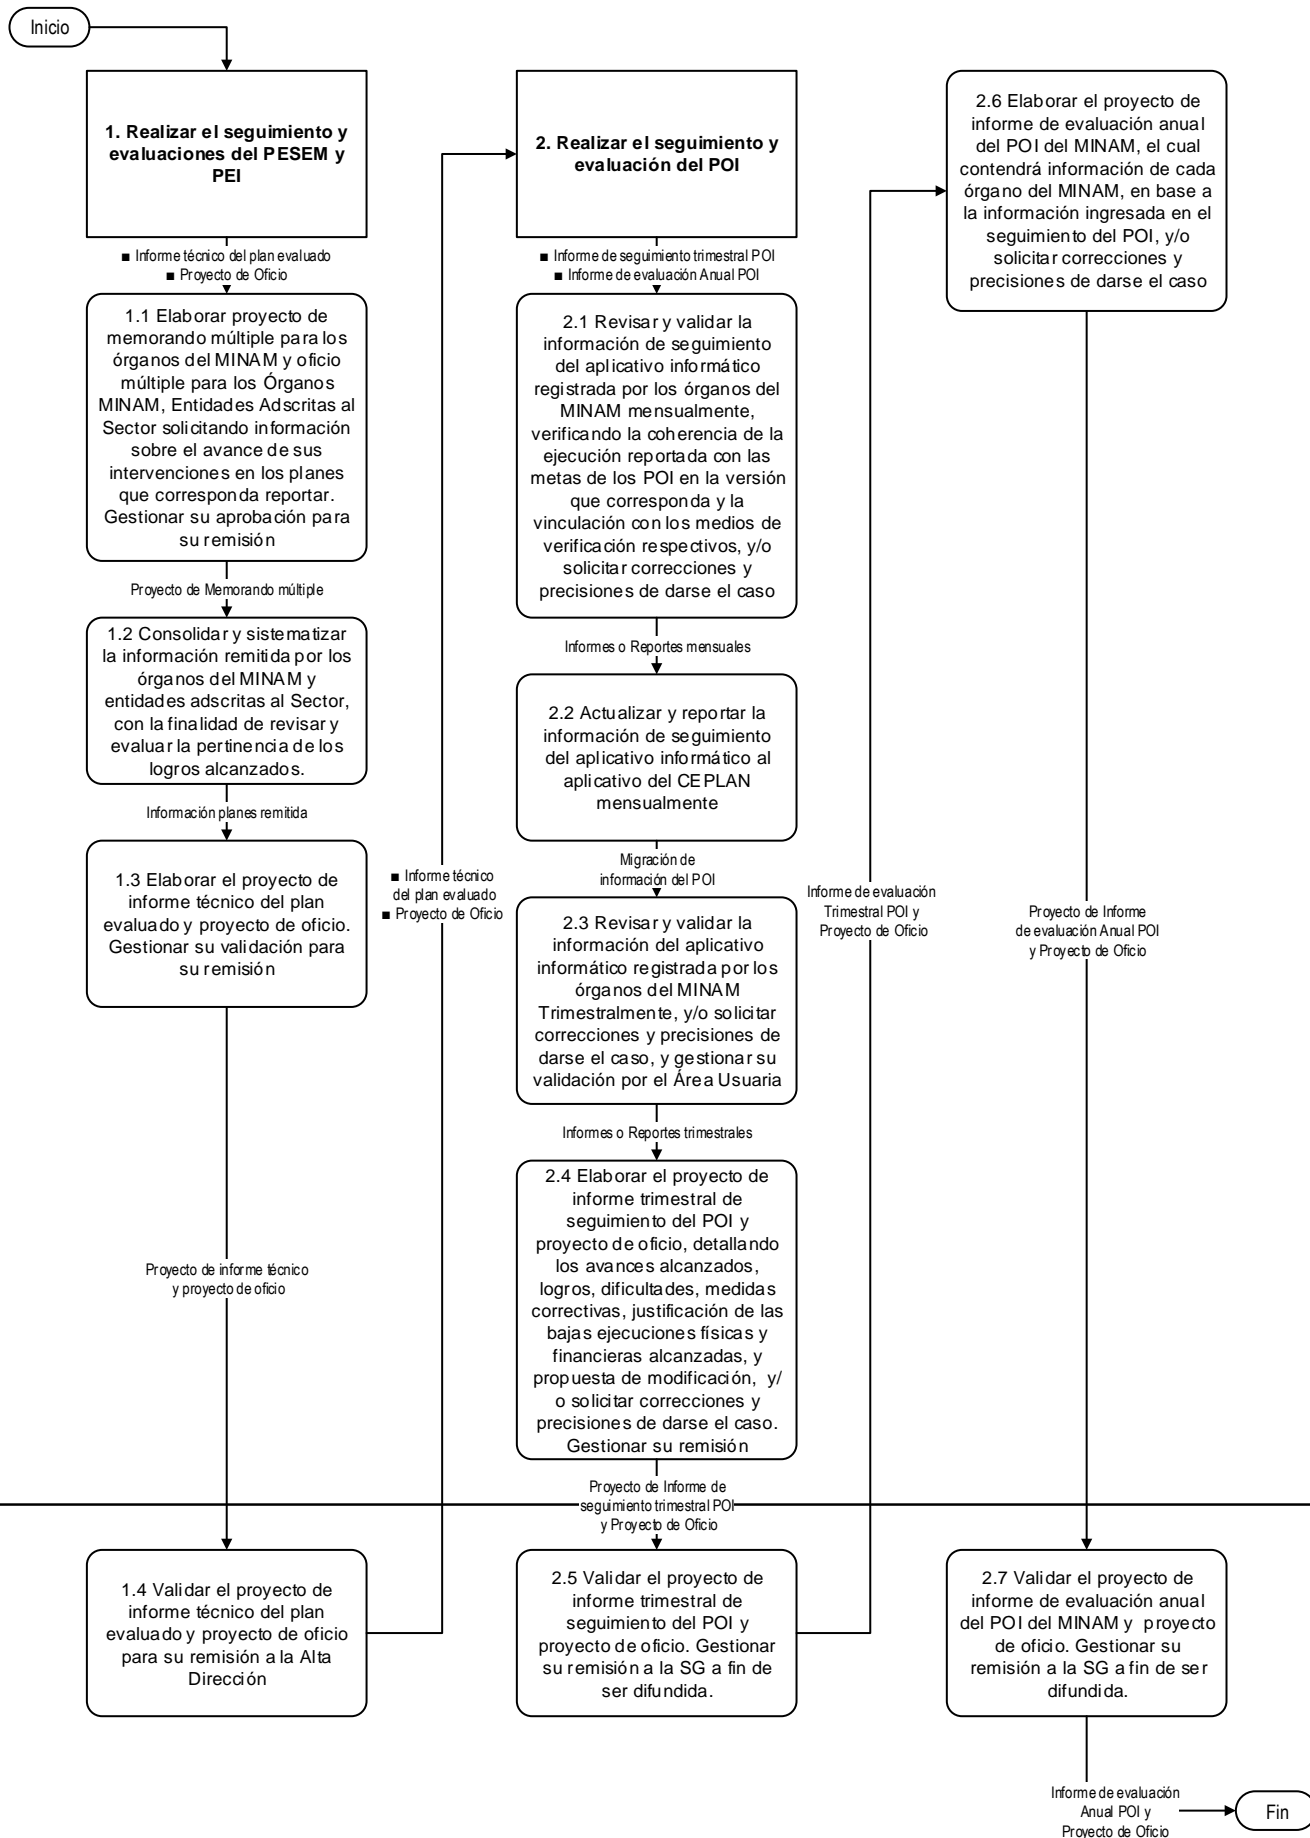 Inicio
1. Realizar el seguimiento y
evaluaciones del PESEM y
PEI
■ Informe técnico del plan evaluado
■ Proyecto de Oficio
1.1 Elaborar proyecto de
memorando múltiple para los
órganos del MINAM y oficio
múltiple para los Órganos
MINAM, Entidades Adscritas al
Sector solicitando información
sobre el avance de sus
intervenciones en los planes
que corresponda reportar.
Gestionar su aprobación para
su remisión
Proyecto de Memorando múltiple
1.2 Consolidar y sistematizar
la información remitida por los
órganos del MINAM y
entidades adscritas al Sector,
con la finalidad de revisar y
evaluar la pertinencia de los
logros alcanzados.
Información planes remitida
1.3 Elaborar el proyecto de
informe técnico del plan
evaluado y proyecto de oficio.
Gestionar su validación para
su remisión
Proyecto de informe técnico
y proyecto de oficio
1.4 Validar el proyecto de
informe técnico del plan
evaluado y proyecto de oficio
para su remisión a la Alta
Dirección
■ Informe técnico
del plan evaluado
■ Proyecto de Oficio
2. Realizar el seguimiento y
evaluación del POI
■ Informe de seguimiento trimestral POI
■ Informe de evaluación Anual POI
2.1 Revisar y validar la
información de seguimiento
del aplicativo informático
registrada por los órganos del
MINAM mensualmente,
verificando la coherencia de la
ejecución reportada con las
metas de los POI en la versión
que corresponda y la
vinculación con los medios de
verificación respectivos, y/o
solicitar correcciones y
precisiones de darse el caso
Informes o Reportes mensuales
2.2 Actualizar y reportar la
información de seguimiento
del aplicativo informático al
aplicativo del CEPLAN
mensualmente
Migración de
información del POI
2.3 Revisar y validar la
información del aplicativo
informático registrada por los
órganos del MINAM
Trimestralmente, y/o solicitar
correcciones y precisiones de
darse el caso, y gestionar su
validación por el Área Usuaria
Informes o Reportes trimestrales
2.4 Elaborar el proyecto de
informe trimestral de
seguimiento del POI y
proyecto de oficio, detallando
los avances alcanzados,
logros, dificultades, medidas
correctivas, justificación de las
bajas ejecuciones físicas y
financieras alcanzadas, y
propuesta de modificación, y/
o solicitar correcciones y
precisiones de darse el caso.
Gestionar su remisión
Proyecto de Informe de
seguimiento trimestral POI
y Proyecto de Oficio
2.5 Validar el proyecto de
informe trimestral de
seguimiento del POI y
proyecto de oficio. Gestionar
su remisión a la SG a fin de
ser difundida.
Informe de evaluación
Trimestral POI y
Proyecto de Oficio
2.6 Elaborar el proyecto de
informe de evaluación anual
del POI del MINAM, el cual
contendrá información de cada
órgano del MINAM, en base a
la información ingresada en el
seguimiento del POI, y/o
solicitar correcciones y
precisiones de darse el caso
Proyecto de Informe
de evaluación Anual POI
y Proyecto de Oficio
2.7 Validar el proyecto de
informe de evaluación anual
del POI del MINAM y proyecto
de oficio. Gestionar su
remisión a la SG a fin de ser
difundida.
Informe de evaluación
Anual POI y
Proyecto de Oficio
Fin